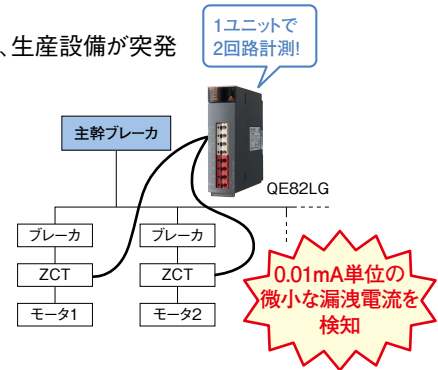 、生産設備が突発
1ユニットで
2回路計測!
主幹ブレーカ
QE82LG
ブレーカ
ブレーカ
ZCT
ZCT
モータ1
モータ2
0.01mA単位の
微小な漏洩電流を
検知